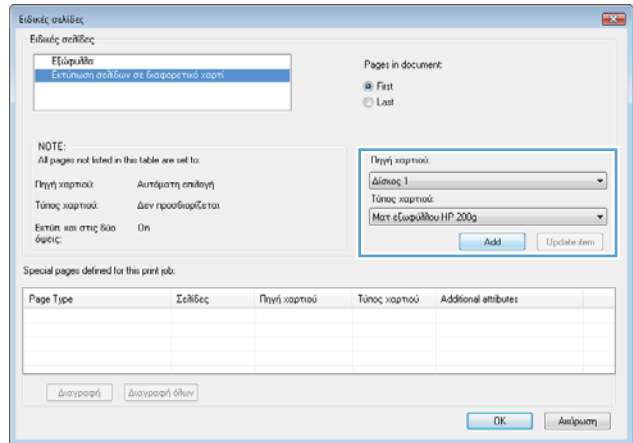 Ειδικές σελίδες
Ειδικές σελίδες
Εξώφυλλα
Εκτύπωση σελίδων σε διαφορετικό χαρτί
Pages in document:
First
Last
NOTE:
All pages not listed in this table are set to:
Πηγή χαρτιού: Αυτόματη επιλογή
Τύπος χαρτιού: Δεν προσδιορίζεται
Εκτύπ. και στις δύο όψεις: On
Πηγή χαρτιού:
Δίσκος 1
Τύπος χαρτιού:
Ματ εξωφύλλου HP 200g
Add Update item
Special pages defined for this print job:
Page Type Σελίδες Πηγή χαρτιού Τύπος χαρτιού Additional attributes
Διαγραφή Διαγραφή όλων
OK Ακύρωση